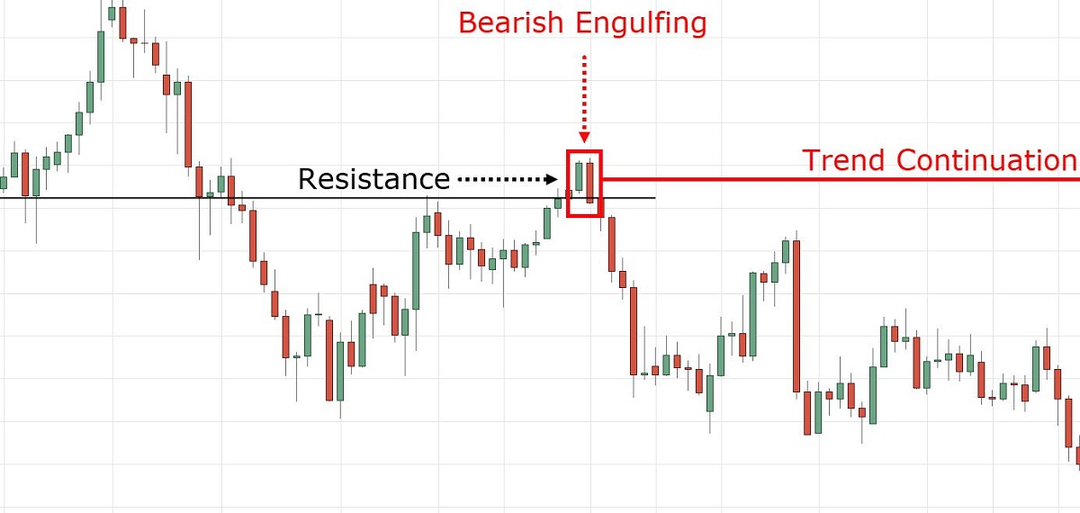 Bearish Engulfing
Trend Continuation
Resistance